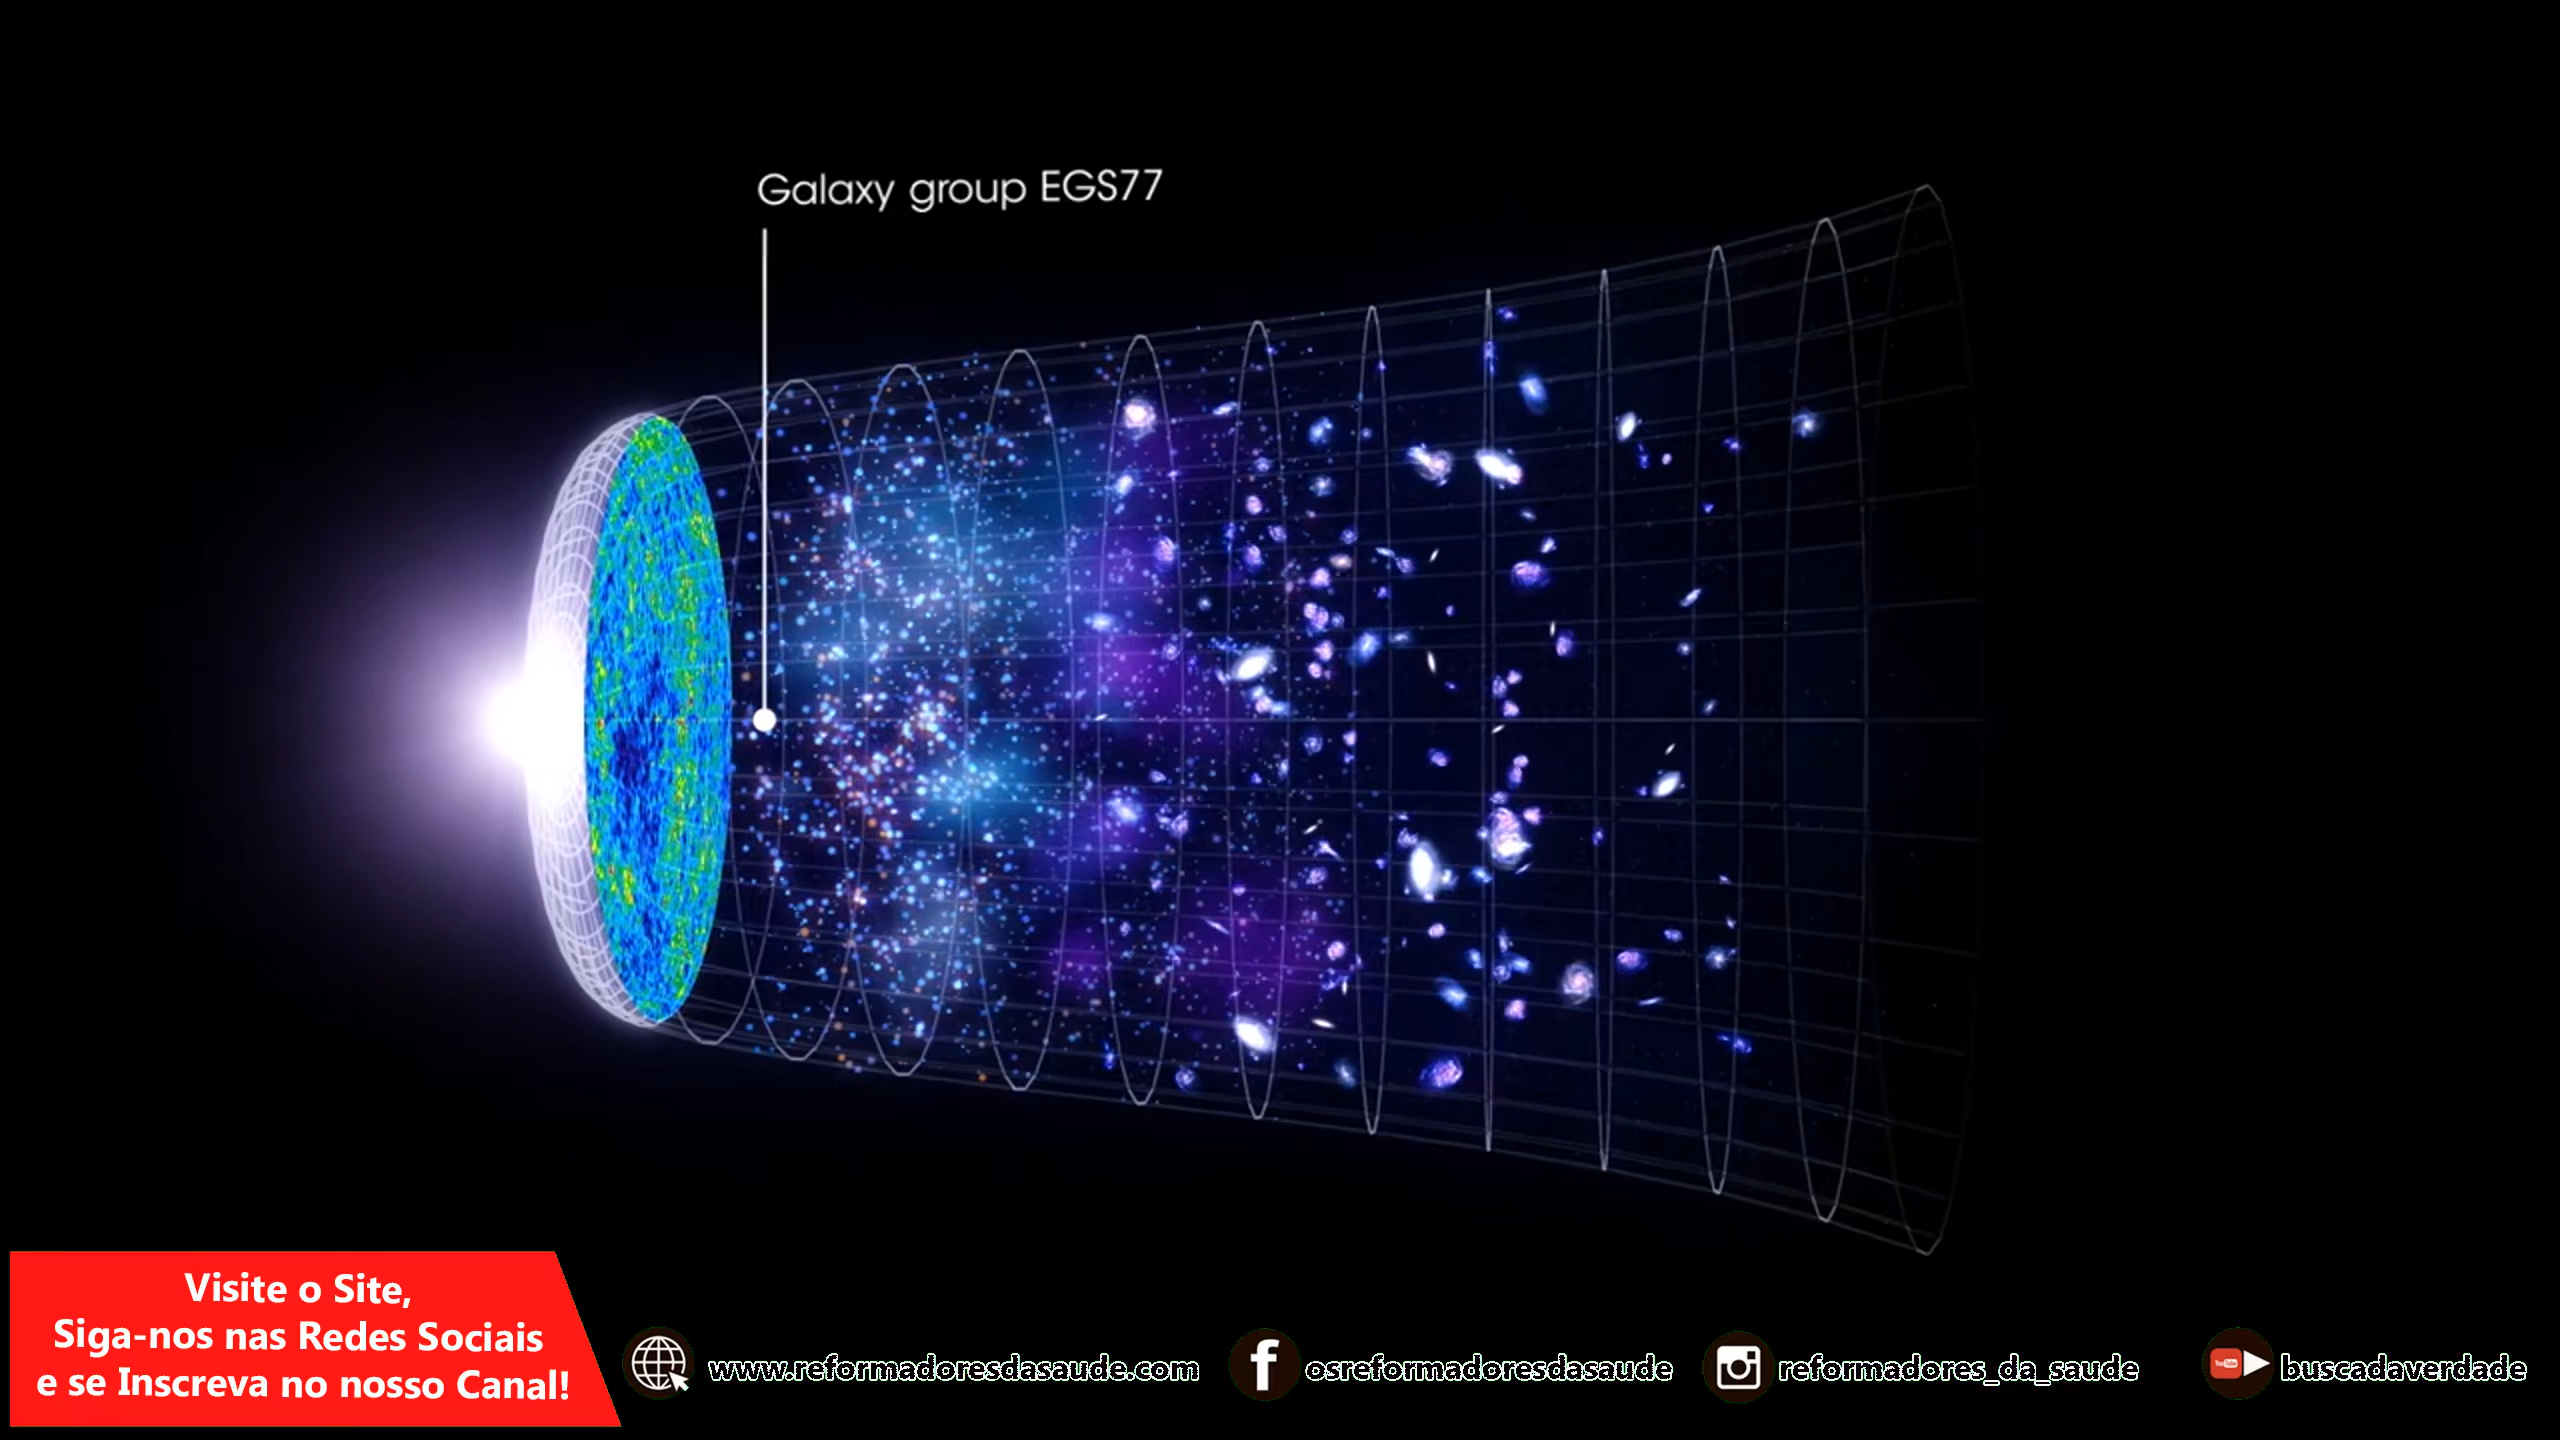 Galaxy group EGS77
Visite o Site,
Siga-nos nas Redes Sociais
e se Inscreva no nosso Canal!
www.reformadoresdasaude.com
osreformadoresdasaude
reformadores_da_saude
YouTube
buscadaverdade